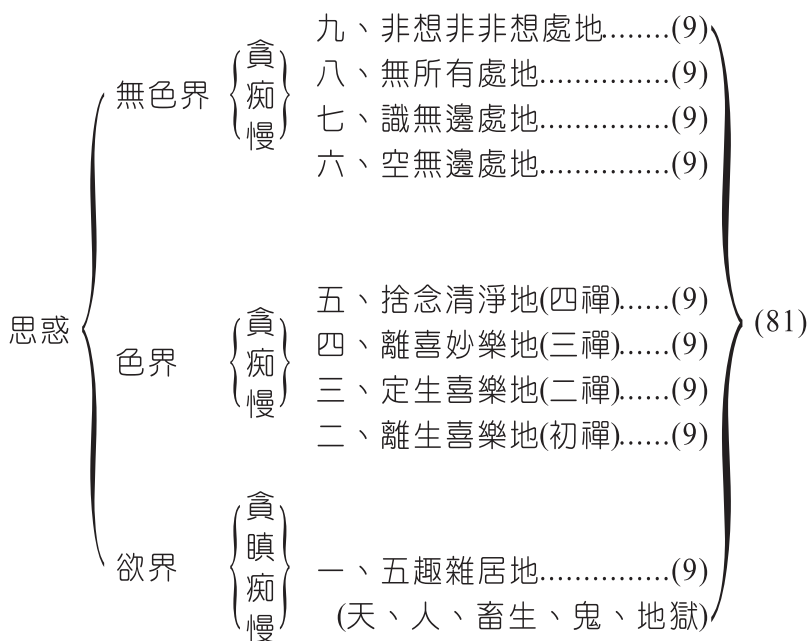 思惑
無色界
貪
痴
慢
九、非想非非想處地........(9)
八、無所有處地...............(9)
七、識無邊處地...............(9)
六、空無邊處地...............(9)
色界
貪
痴
慢
五、捨念清淨地(四禪)......(9)
四、離喜妙樂地(三禪)......(9)
三、定生喜樂地(二禪)......(9)
二、離生喜樂地(初禪)......(9)
欲界
貪
瞋
痴
慢
一、五趣雜居地...............(9)
(天、人、畜生、鬼、地獄)
(81)